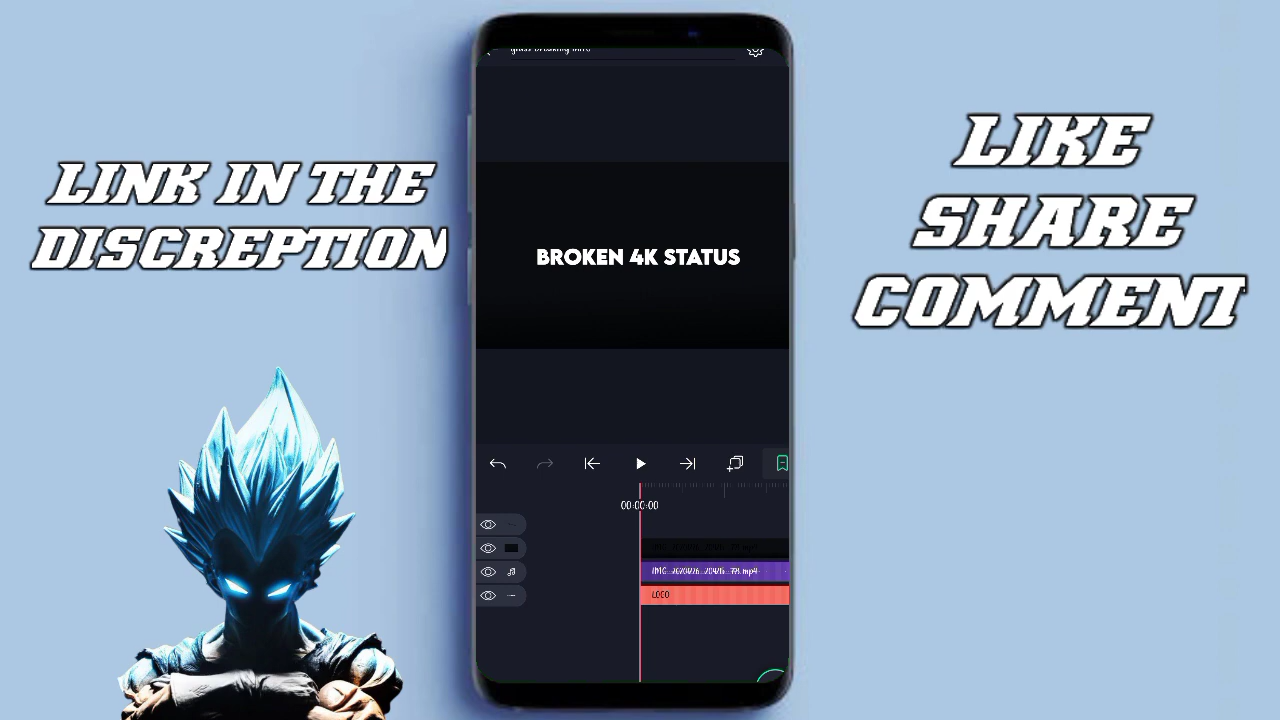 LINK IN THE
DISCREPTION
LIKE
SHARE
COMMENT
BROKEN 4K STATUS
00:00:00
LOGO